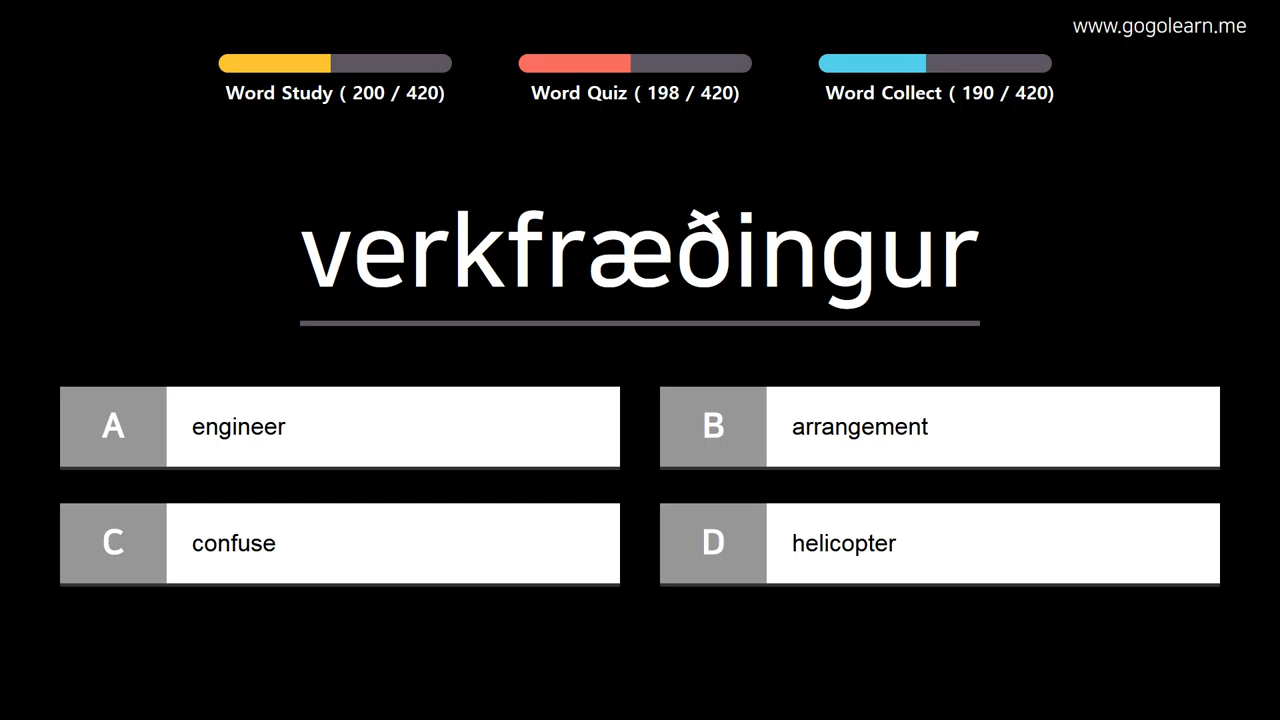 www.gogolearn.me
Word Study ( 200 / 420)
Word Quiz ( 198 / 420)
Word Collect ( 190 / 420)
verkfræðingur
A engineer
B arrangement
C confuse
D helicopter